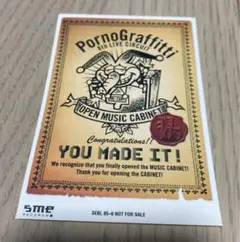 PornoGraffitti
8th LIVE CIRCUIT
OPEN MUSIC CABINET
Congratulations!!
YOU MADE IT!
We recognize that you finally opened the MUSIC CABINET!
Thank you for opening the CABINET!
sme
RECORDS
SEBL 85-6 NOT FOR SALE